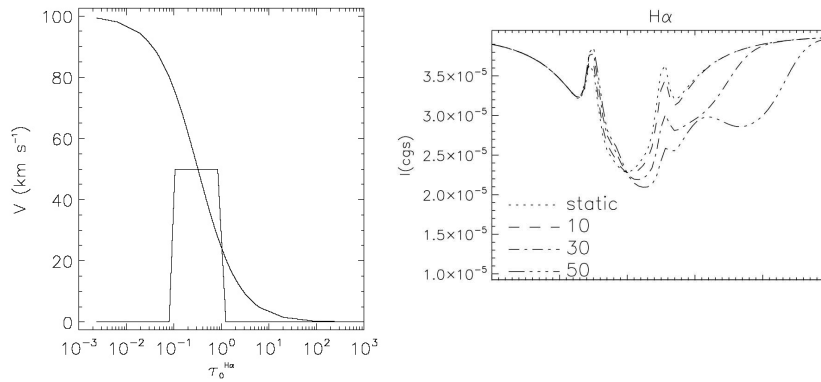 100
80
60
40
20
0
V (km s⁻¹)
10⁻³ 10⁻² 10⁻¹ 10⁰ 10¹ 10² 10³
τ₀ᴴᵅ
Hα
3.5×10⁻⁵
3.0×10⁻⁵
2.5×10⁻⁵
2.0×10⁻⁵
1.5×10⁻⁵
1.0×10⁻⁵
I(cgs)
static
10
30
50